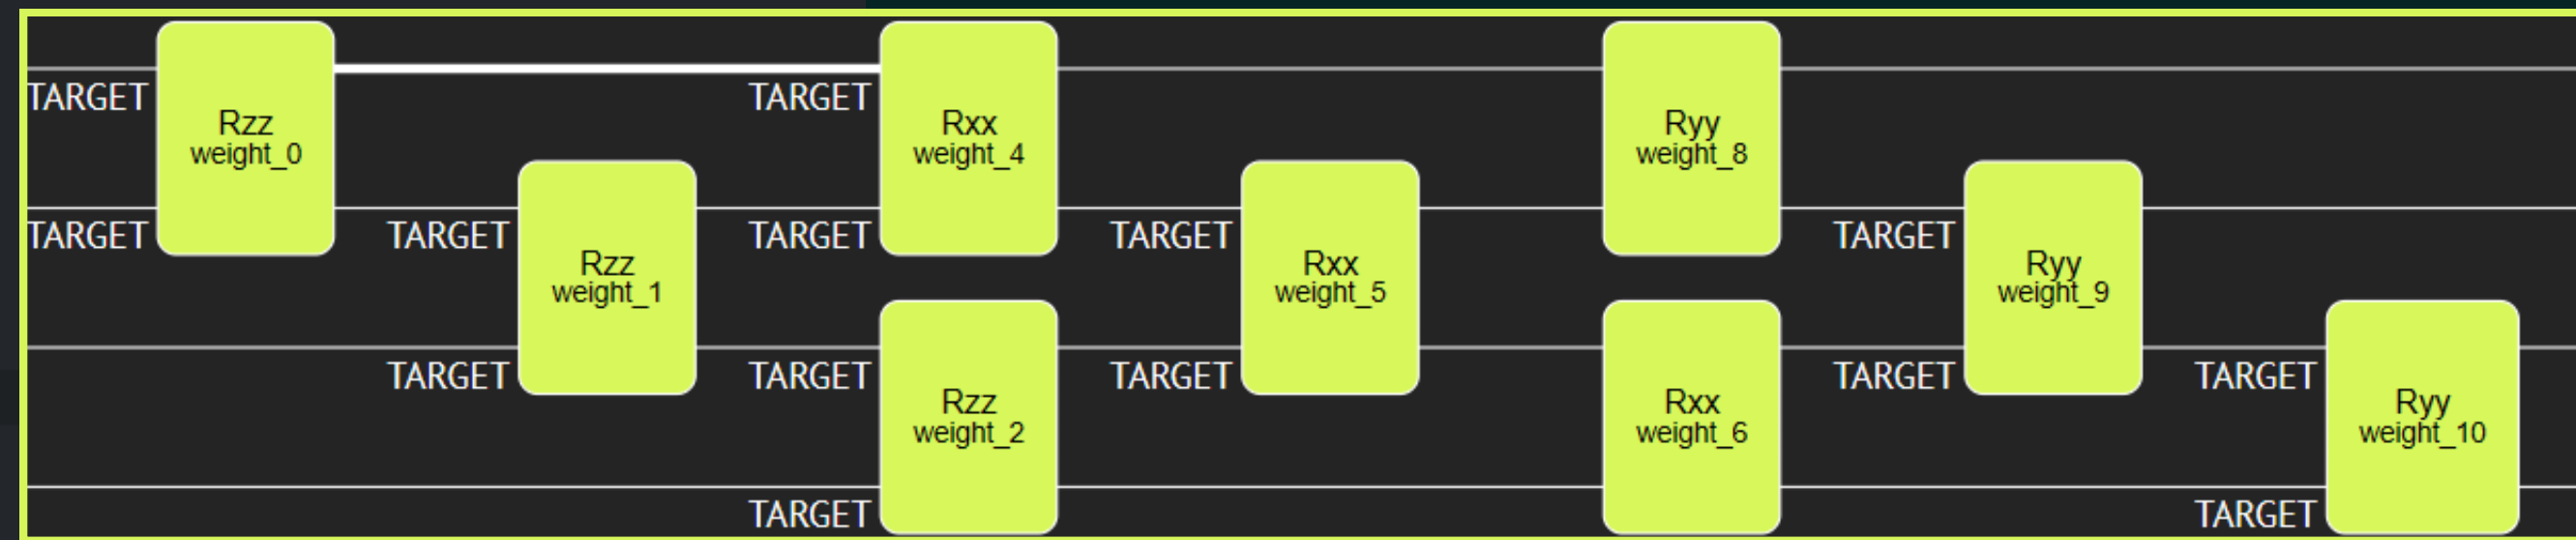 TARGET
TARGET
Rzz
weight_0
Rxx
weight_4
Ryy
weight_8
TARGET
TARGET
TARGET
TARGET
TARGET
Rzz
weight_1
Rxx
weight_5
Ryy
weight_9
TARGET
TARGET
TARGET
TARGET
TARGET
Rzz
weight_2
Rxx
weight_6
Ryy
weight_10
TARGET
TARGET